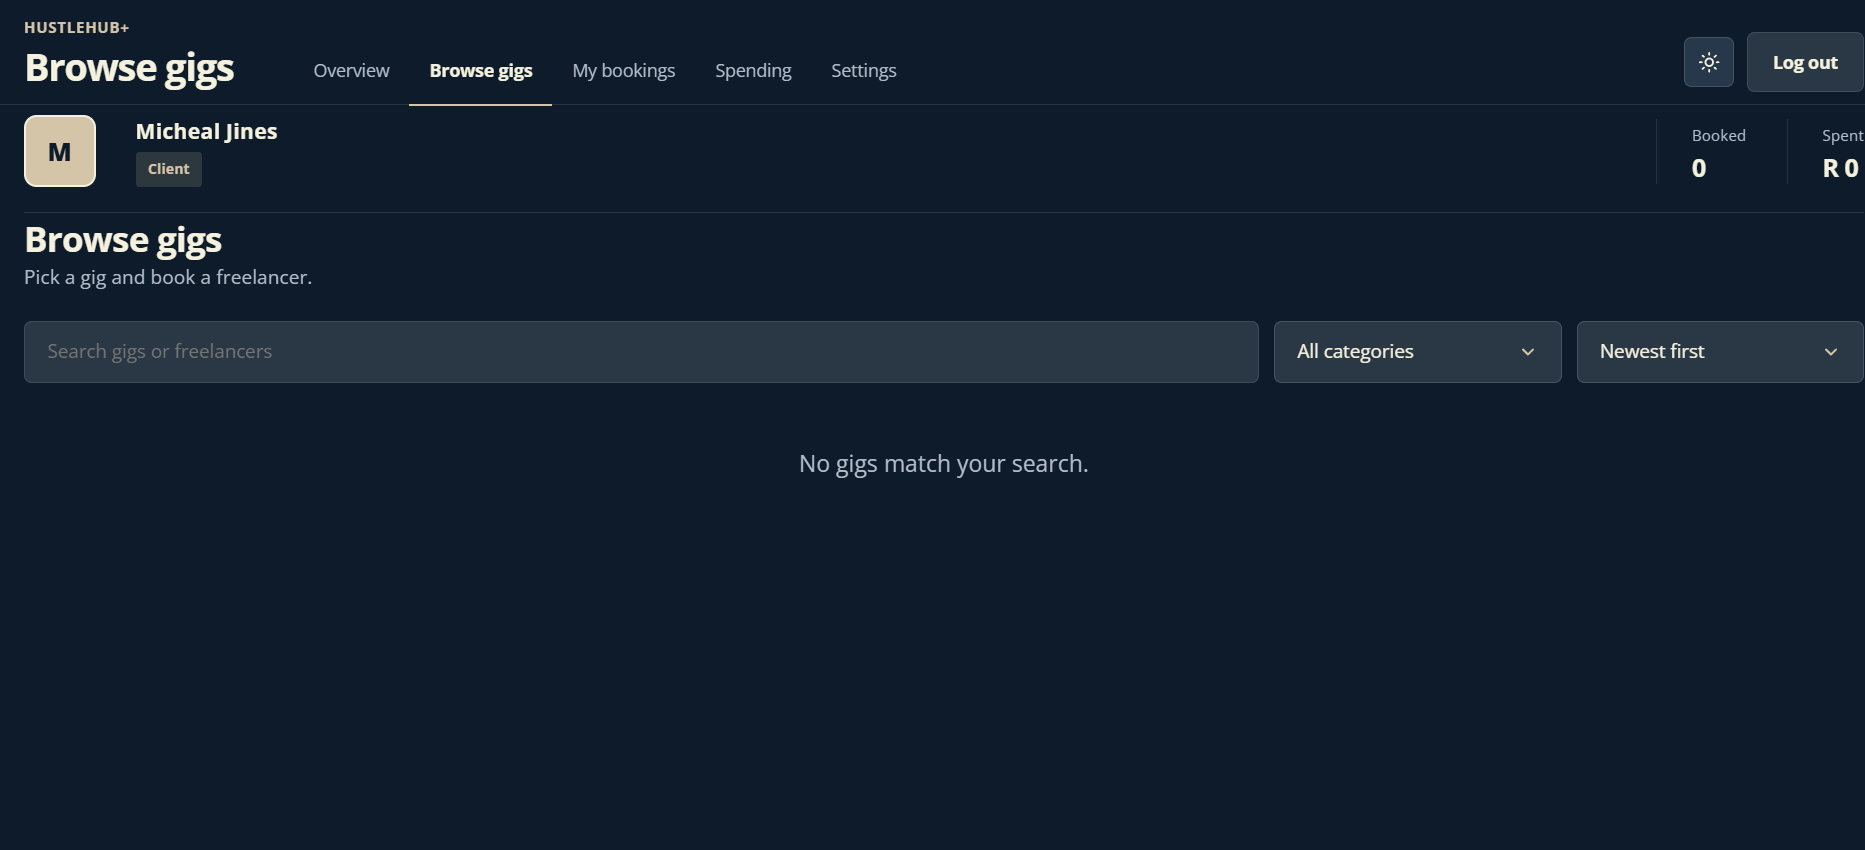 HUSTLEHUB+
Browse gigs
Overview
Browse gigs
My bookings
Spending
Settings
Log out
M
Micheal Jines
Client
Booked
0
Spent
R 0
Browse gigs
Pick a gig and book a freelancer.
Search gigs or freelancers
All categories
Newest first
No gigs match your search.